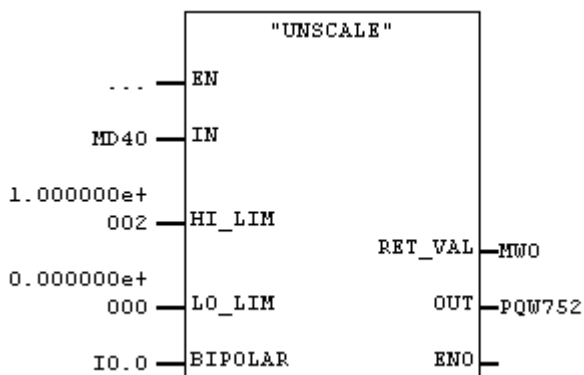 "UNSCALE"
... EN
MD40 IN
1.000000e+
002 HI_LIM
RET_VAL MW0
0.000000e+
000 LO_LIM OUT PQW752
I0.0 BIPOLAR ENO